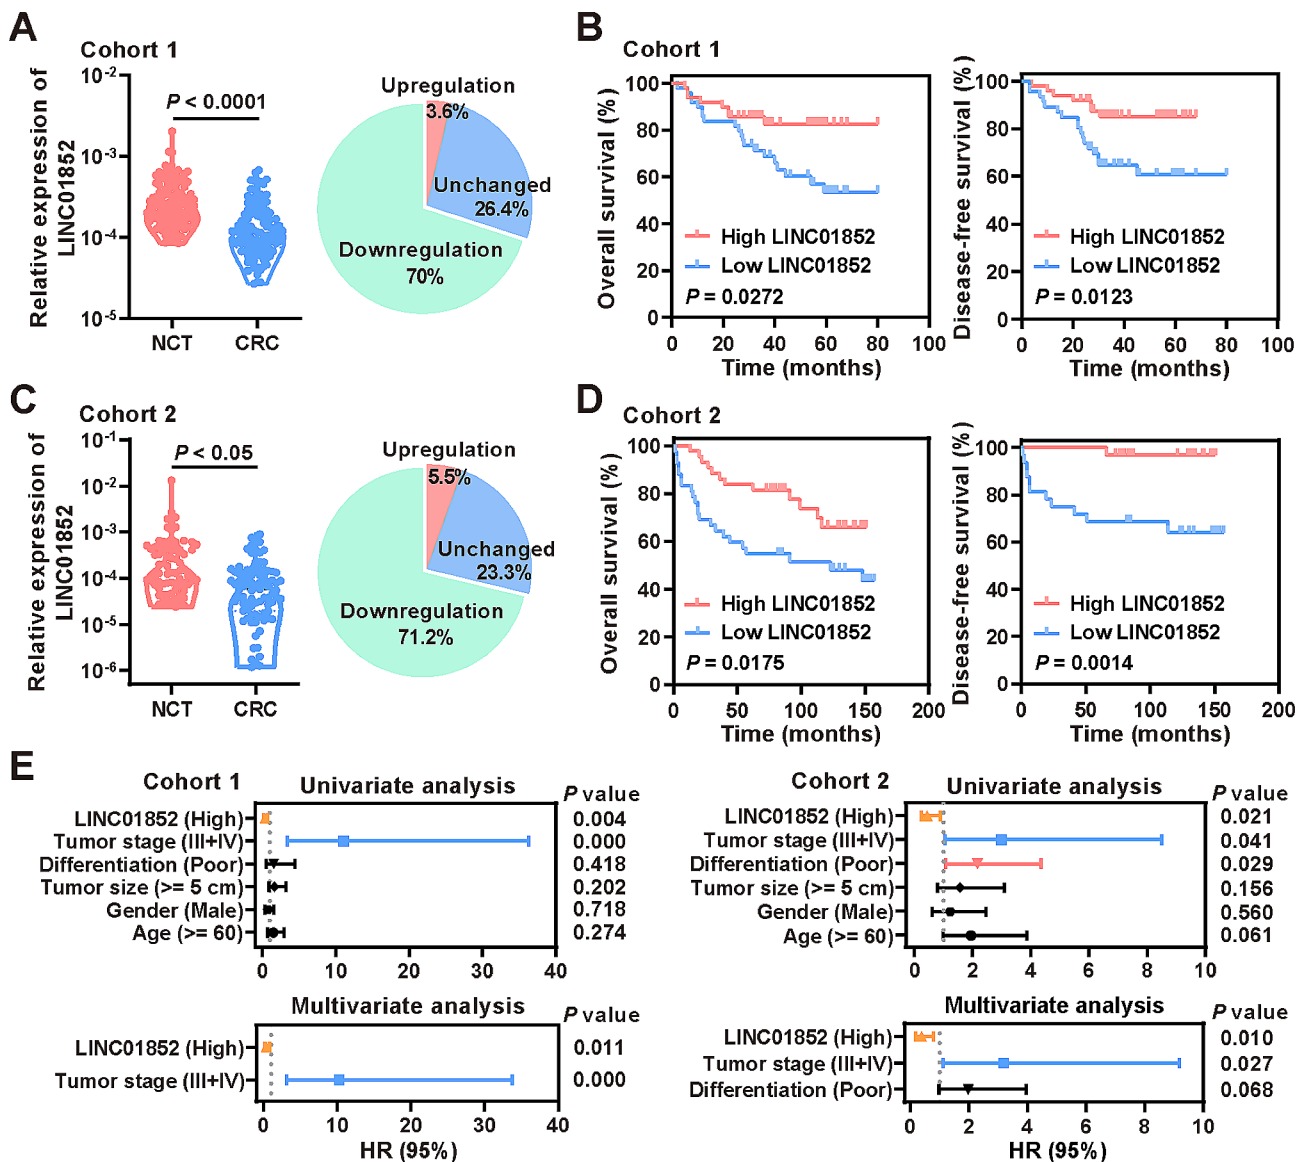 A
Cohort 1
Relative expression of
LINC01852
10-2
10-3
10-4
10-5
P < 0.0001
NCT
CRC
Upregulation
3.6%
Unchanged
26.4%
Downregulation
70%
B
Cohort 1
Overall survival (%)
100
80
60
40
20
0
High LINC01852
Low LINC01852
P = 0.0272
0 20 40 60 80 100
Time (months)
Disease-free survival (%)
100
80
60
40
20
0
High LINC01852
Low LINC01852
P = 0.0123
0 20 40 60 80 100
Time (months)
C
Cohort 2
Relative expression of
LINC01852
10-1
10-2
10-3
10-4
10-5
10-6
P < 0.05
NCT
CRC
Upregulation
5.5%
Unchanged
23.3%
Downregulation
71.2%
D
Cohort 2
Overall survival (%)
100
80
60
40
20
0
High LINC01852
Low LINC01852
P = 0.0175
0 50 100 150 200
Time (months)
Disease-free survival (%)
100
80
60
40
20
0
High LINC01852
Low LINC01852
P = 0.0014
0 50 100 150 200
Time (months)
E
Cohort 1
Univariate analysis
P value
LINC01852 (High) 0.004
Tumor stage (III+IV) 0.000
Differentiation (Poor) 0.418
Tumor size (>= 5 cm) 0.202
Gender (Male) 0.718
Age (>= 60) 0.274
0 10 20 30 40
Multivariate analysis
P value
LINC01852 (High) 0.011
Tumor stage (III+IV) 0.000
0 10 20 30 40
HR (95%)
Cohort 2
Univariate analysis
P value
LINC01852 (High) 0.021
Tumor stage (III+IV) 0.041
Differentiation (Poor) 0.029
Tumor size (>= 5 cm) 0.156
Gender (Male) 0.560
Age (>= 60) 0.061
0 2 4 6 8 10
Multivariate analysis
P value
LINC01852 (High) 0.010
Tumor stage (III+IV) 0.027
Differentiation (Poor) 0.068
0 2 4 6 8 10
HR (95%)